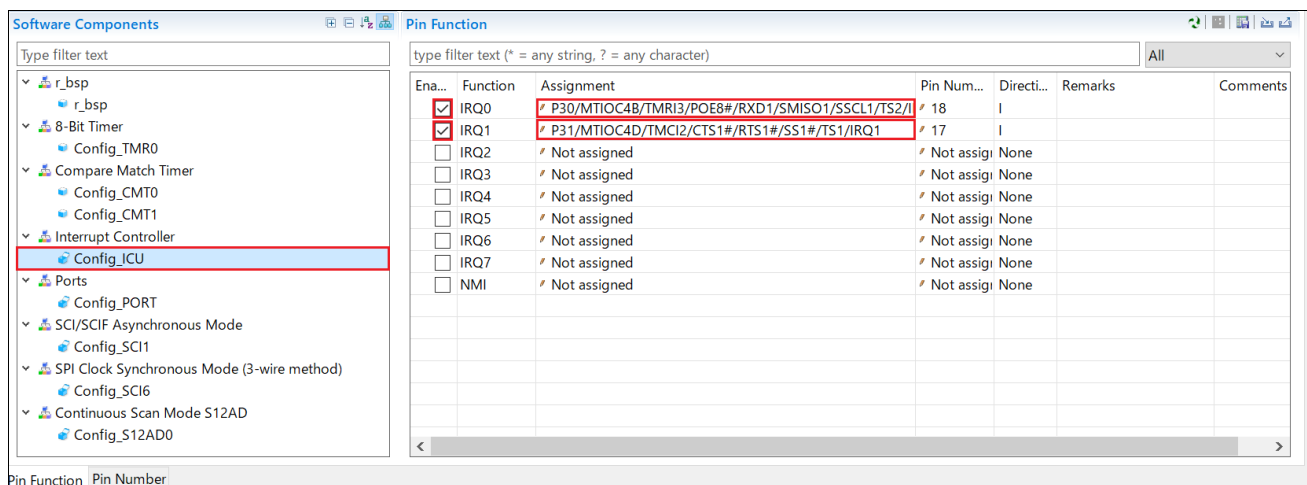 Software Components
Type filter text
r_bsp
r_bsp
8-Bit Timer
Config_TMR0
Compare Match Timer
Config_CMT0
Config_CMT1
Interrupt Controller
Config_ICU
Ports
Config_PORT
SCI/SCIF Asynchronous Mode
Config_SCI1
SPI Clock Synchronous Mode (3-wire method)
Config_SCI6
Continuous Scan Mode S12AD
Config_S12AD0
Pin Function
type filter text (* = any string, ? = any character) All
Ena... Function Assignment Pin Num... Directi... Remarks Comments
IRQ0 P30/MTIOC4B/TMRI3/POE8#/RXD1/SMISO1/SSCL1/TS2/I 18 I
IRQ1 P31/MTIOC4D/TMCI2/CTS1#/RTS1#/SS1#/TS1/IRQ1 17 I
IRQ2 Not assigned Not assig None
IRQ3 Not assigned Not assig None
IRQ4 Not assigned Not assig None
IRQ5 Not assigned Not assig None
IRQ6 Not assigned Not assig None
IRQ7 Not assigned Not assig None
NMI Not assigned Not assig None
Pin Function Pin Number